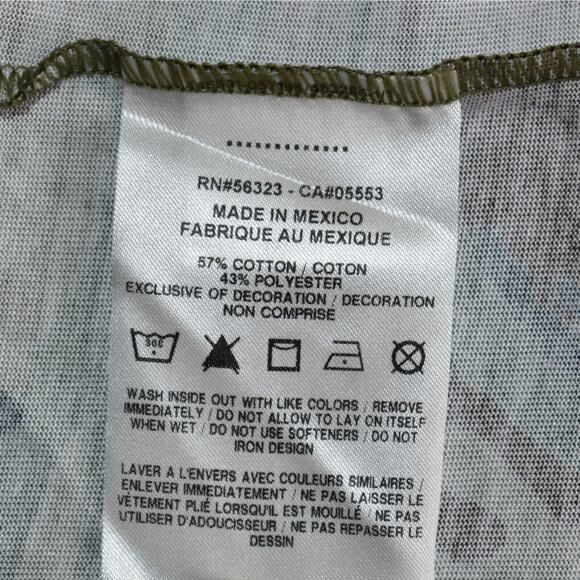 RN#56323 - CA#05553
MADE IN MEXICO
FABRIQUE AU MEXIQUE
57% COTTON / COTON
43% POLYESTER
EXCLUSIVE OF DECORATION / DECORATION
NON COMPRISE
30C
WASH INSIDE OUT WITH LIKE COLORS / REMOVE
IMMEDIATELY / DO NOT ALLOW TO LAY ON ITSELF
WHEN WET / DO NOT USE SOFTENERS / DO NOT
IRON DESIGN
LAVER A L'ENVERS AVEC COULEURS SIMILAIRES /
ENLEVER IMMEDIATEMENT / NE PAS LAISSER LE
VÊTEMENT PLIÉ LORSQUIL EST MOUILLÉ / NE PAS
UTILISER D'ADOUCISSEUR / NE PAS REPASSER LE
DESSIN